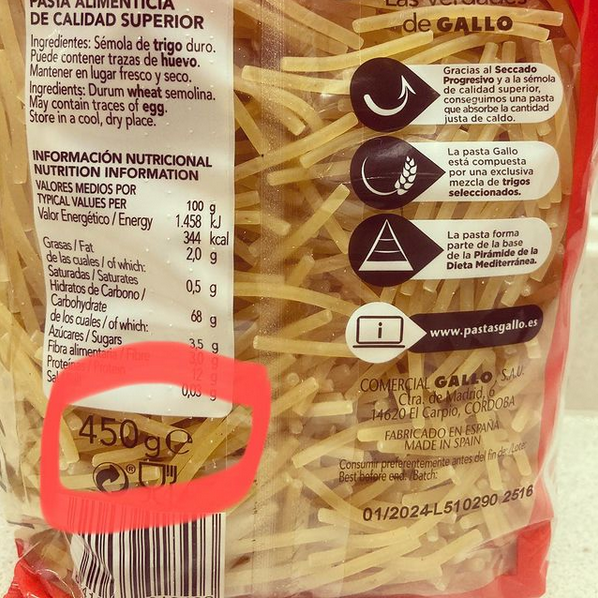 PASTA ALIMENTICIA
DE CALIDAD SUPERIOR
Ingredientes: Sémola de trigo duro.
Puede contener trazas de huevo.
Mantener en lugar fresco y seco.
Ingredients: Durum wheat semolina.
May contain traces of egg.
Store in a cool, dry place.
INFORMACIÓN NUTRICIONAL
NUTRITION INFORMATION
VALORES MEDIOS POR
TYPICAL VALUES PER 100 g
Valor Energético / Energy 1.458 kJ
344 kcal
Grasas / Fat 2,0 g
de las cuales / of which:
Saturadas / Saturates 0,5 g
Hidratos de Carbono /
Carbohydrate 68 g
de los cuales / of which:
Azúcares / Sugars 3,5 g
Fibra alimentaria / Fibre
0,03 g
450 g e
Las Verdades
de GALLO
Gracias al Seccado
Progresivo y a la sémola
de calidad superior,
conseguimos una pasta
que absorbe la cantidad
justa de caldo.
La pasta Gallo
está compuesta
por una exclusiva
mezcla de trigos
seleccionados.
La pasta forma
parte de la base
de la Pirámide de la
Dieta Mediterránea.
i
www.pastasgallo.es
COMERCIAL GALLO S.A.U.
Ctra. de Madrid, 6
14620 El Carpio, CÓRDOBA
FABRICADO EN ESPAÑA
MADE IN SPAIN
Consumir preferentemente antes del fin de: /Lote:
Best before end: /Batch:
01/2024-L510290 2516